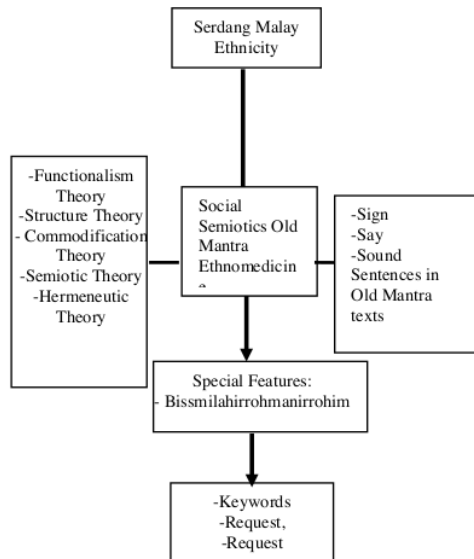 Serdang Malay
Ethnicity
-Functionalism
Theory
-Structure Theory
- Commodification
Theory
-Semiotic Theory
-Hermeneutic
Theory
Social
Semiotics Old
Mantra
Ethnomedicin
-Sign
-Say
-Sound
Sentences in
Old Mantra
texts
Special Features:
- Bissmilahirrohmanirrohim
-Keywords
-Request,
-Request